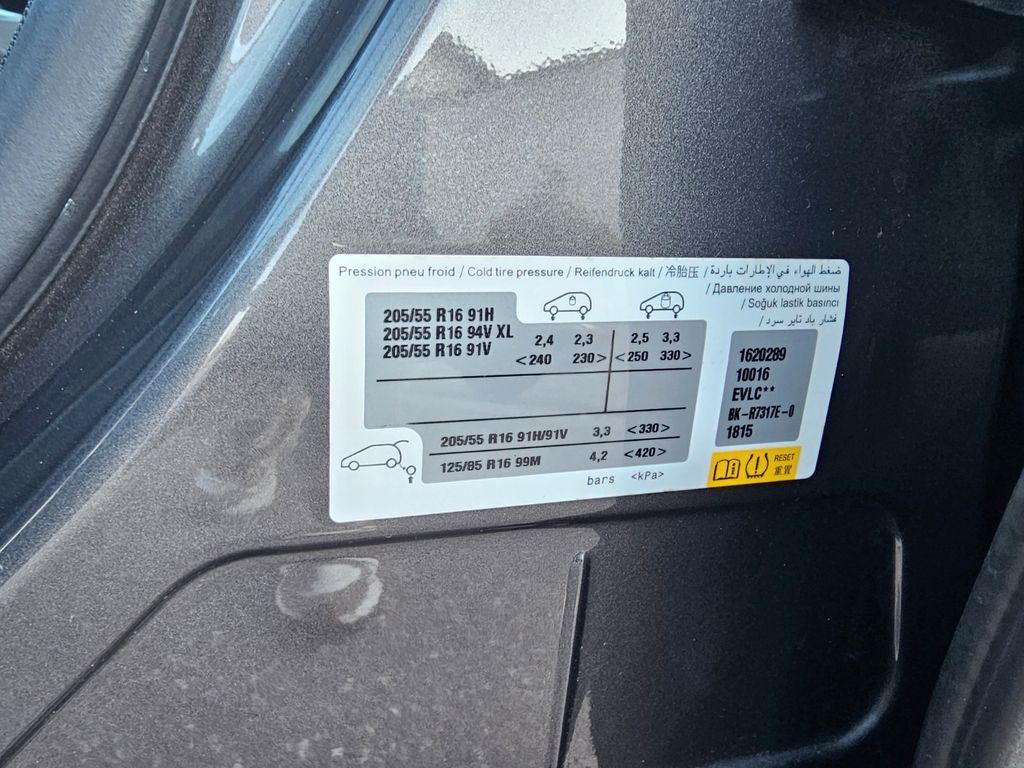 Pression pneu froid / Cold tire pressure / Reifendruck kalt / 冷胎压 / ضغط الهواء في الإطارات باردة
/ Давление холодной шины
/ Soğuk lastik basıncı
/ فشار باد تایر سرد
205/55 R16 91H
205/55 R16 94V XL
205/55 R16 91V
2,4 2,3 2,5 3,3
<240 230> <250 330>
205/55 R16 91H/91V 3,3 <330>
125/85 R16 99M 4,2 <420>
bars <kPa>
1620289
10016
EVLC**
BK-R7317E-0
1815
RESET
重置